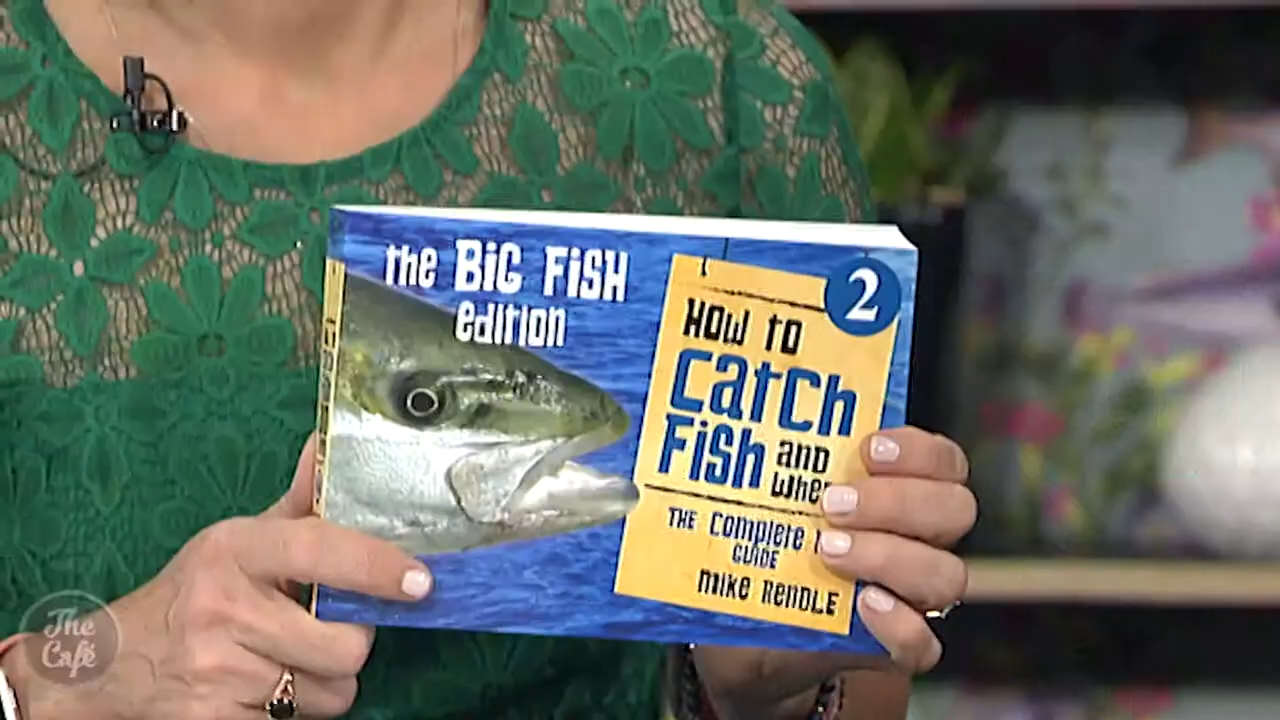 the BiG FiSH
edition
2
How to
Catch
Fish and
THE Complete
GUIDE
mike RENDLE
The
Café